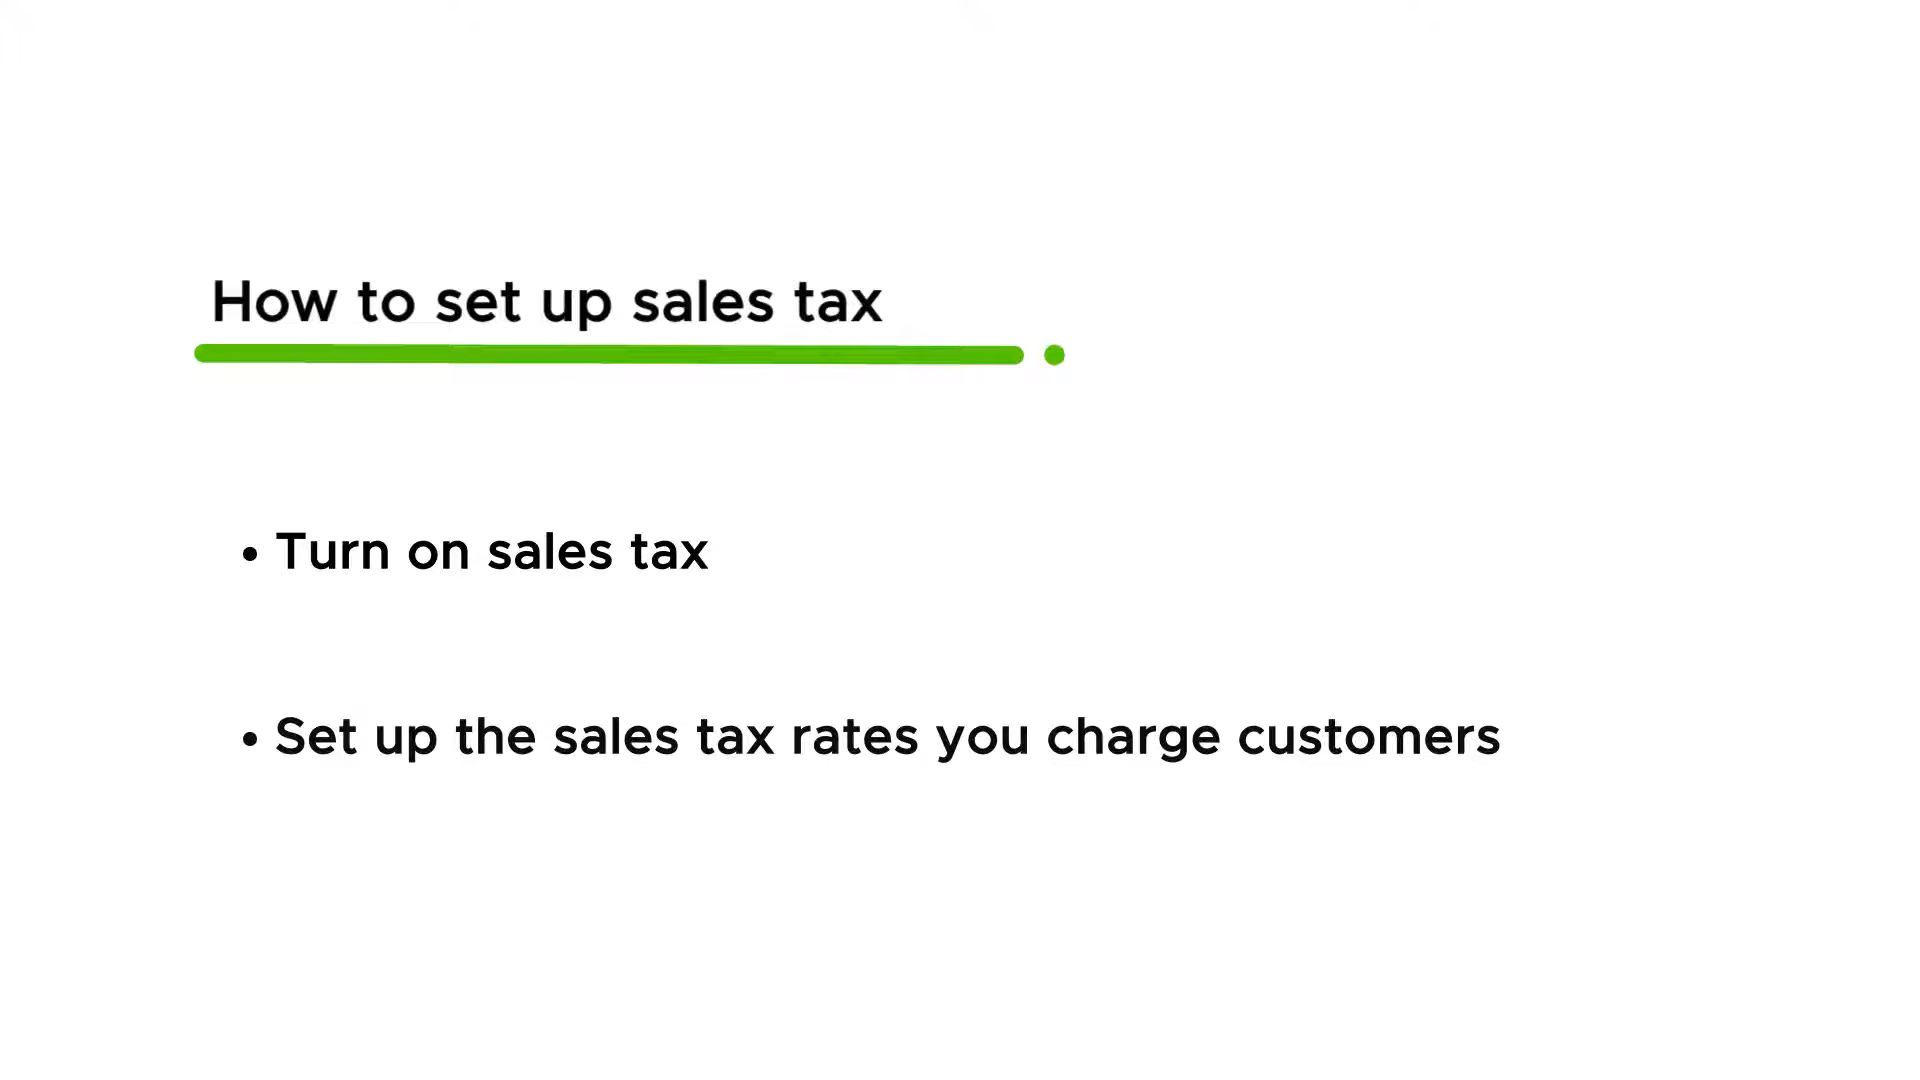 How to set up sales tax
• Turn on sales tax
• Set up the sales tax rates you charge customers